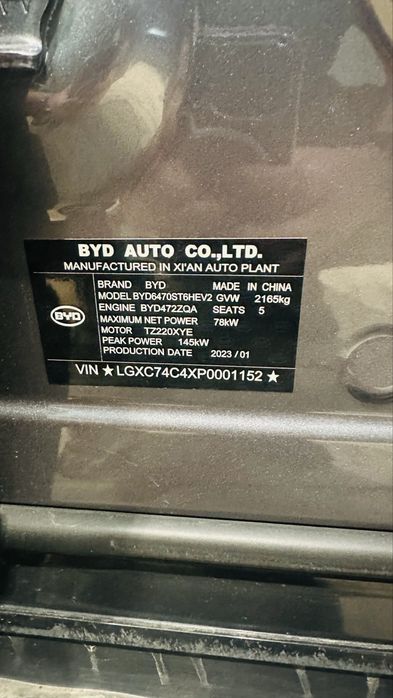 BYD AUTO CO.,LTD.
MANUFACTURED IN XI'AN AUTO PLANT
BRAND BYD MADE IN CHINA
MODEL BYD6470ST6HEV2 GVW 2165kg
ENGINE BYD472ZQA SEATS 5
MAXIMUM NET POWER 78kW
MOTOR TZ220XYE
PEAK POWER 145kW
PRODUCTION DATE 2023/01
BYD
VIN ★LGXC74C4XP0001152★